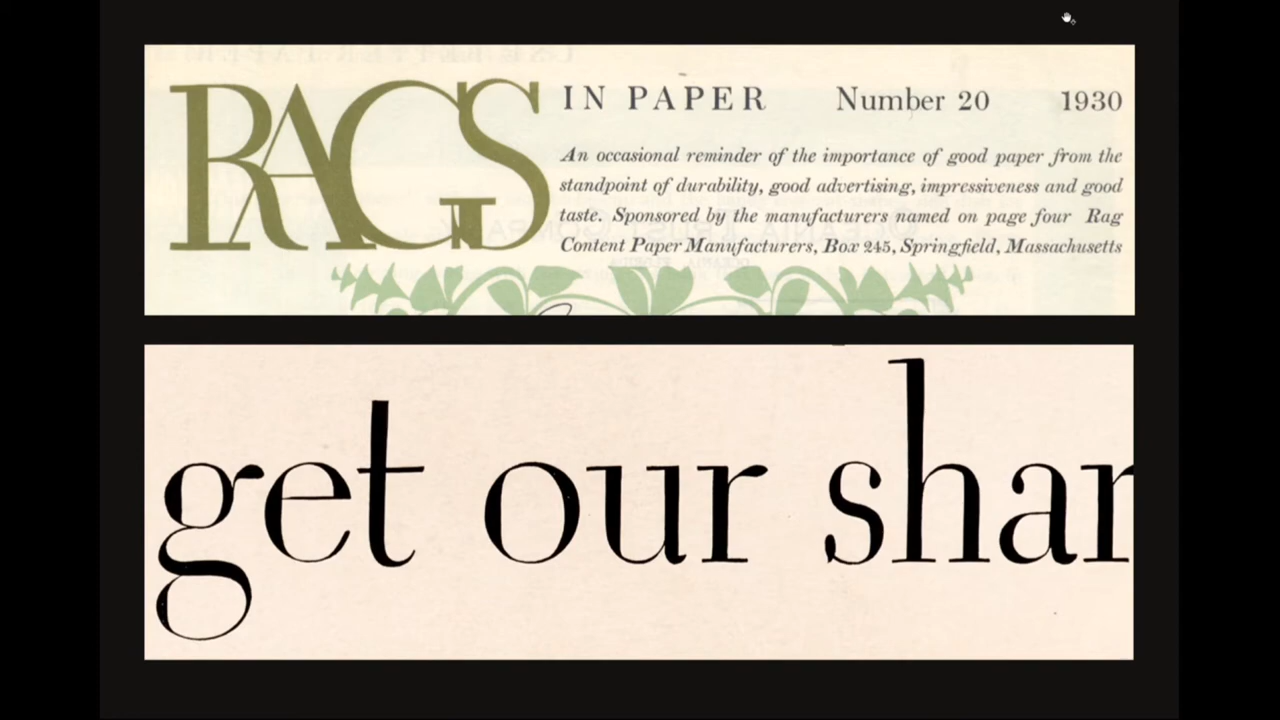 RAGS IN PAPER Number 20 1930
An occasional reminder of the importance of good paper from the
standpoint of durability, good advertising, impressiveness and good
taste. Sponsored by the manufacturers named on page four Rag
Content Paper Manufacturers, Box 245, Springfield, Massachusetts
get our shar